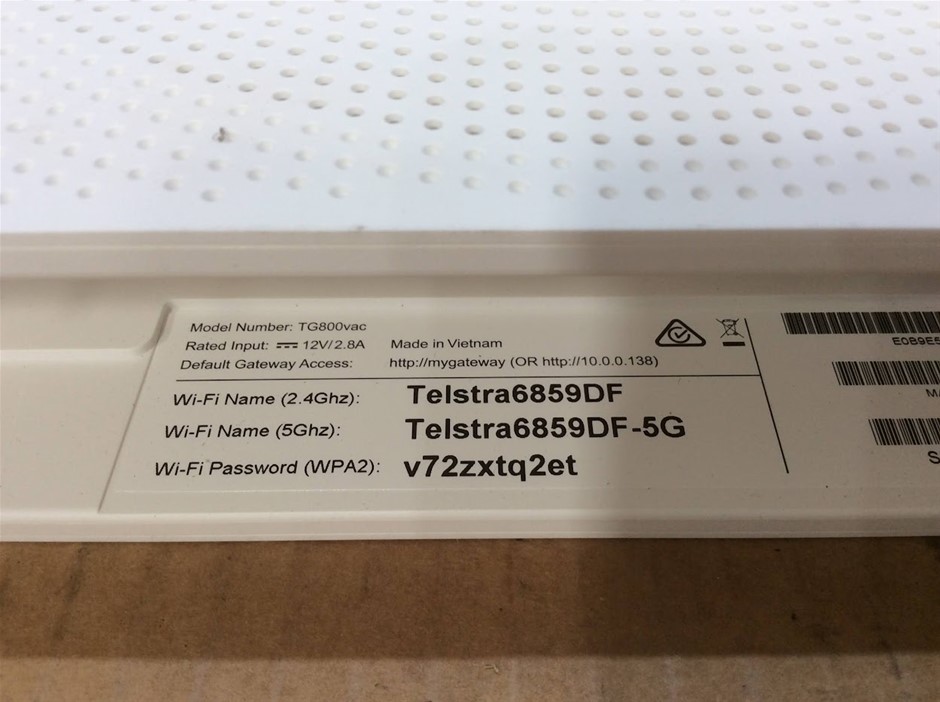 Model Number: TG800vac
Rated Input: ⎓ 12V/2.8A Made in Vietnam
Default Gateway Access: http://mygateway (OR http://10.0.0.138)
Wi-Fi Name (2.4Ghz): Telstra6859DF
Wi-Fi Name (5Ghz): Telstra6859DF-5G
Wi-Fi Password (WPA2): v72zxtq2et